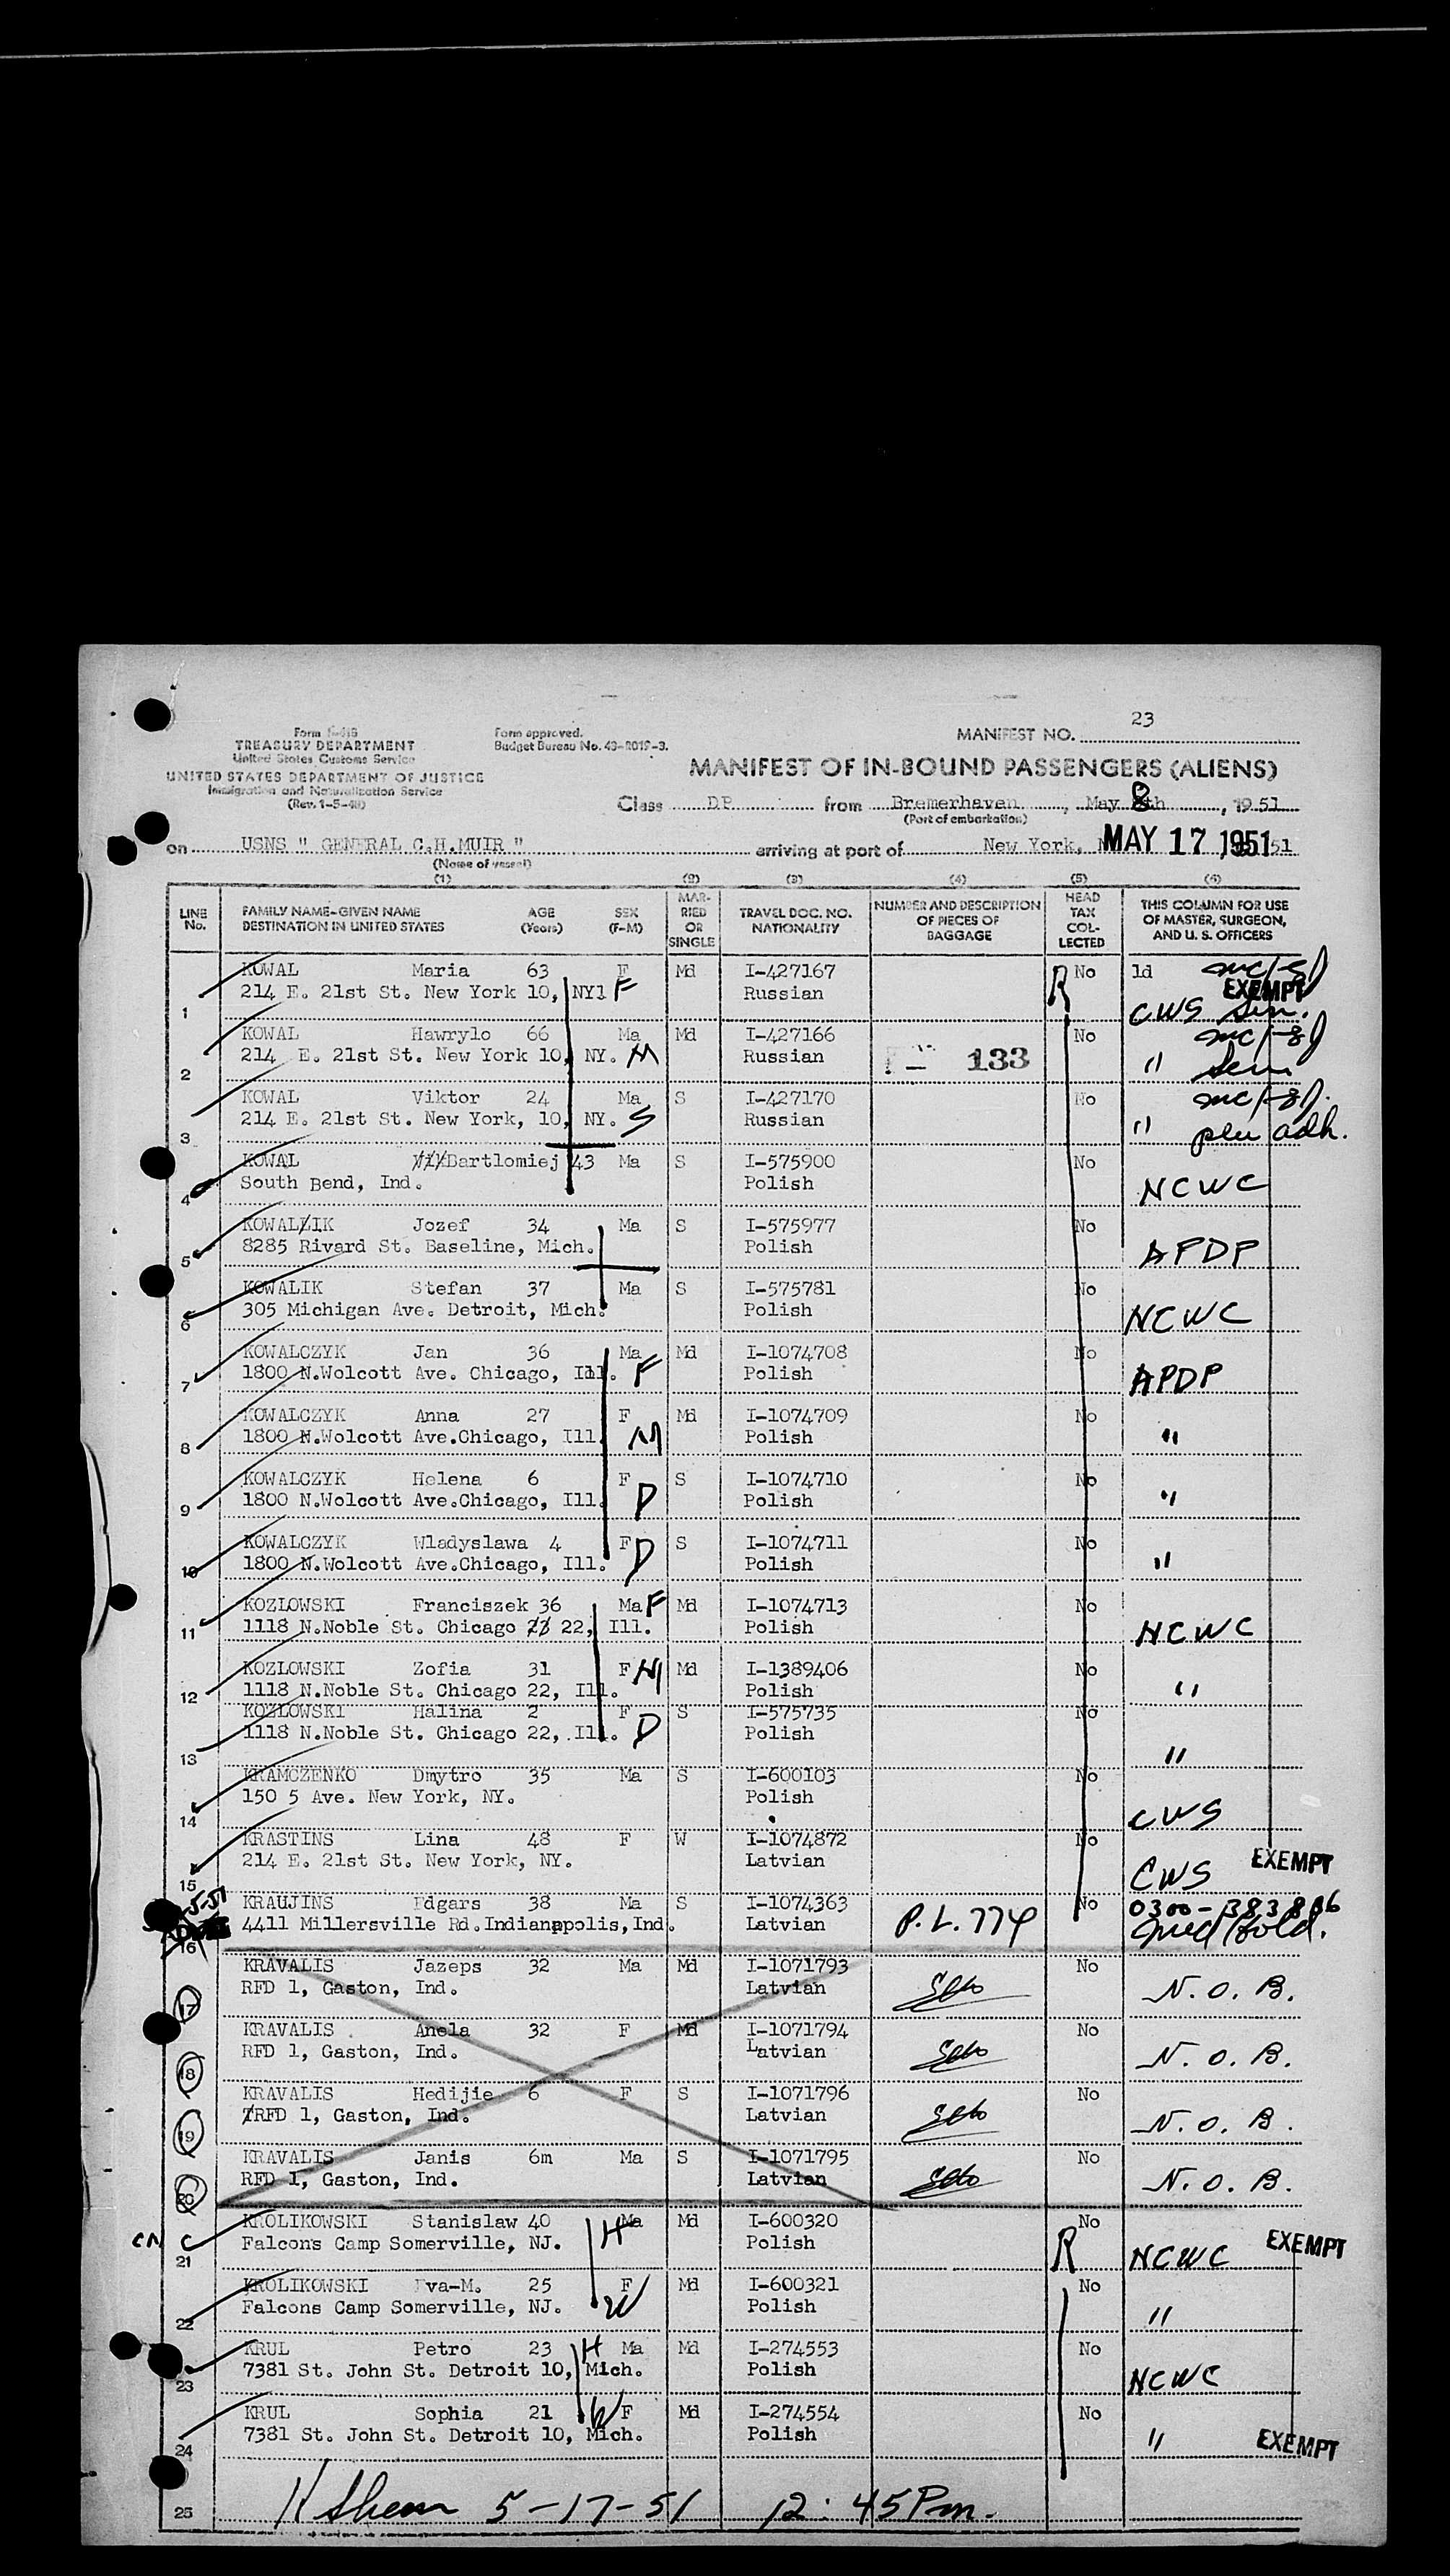 23
Form I-418
TREASURY DEPARTMENT
United States Customs Service
UNITED STATES DEPARTMENT OF JUSTICE
Immigration and Naturalization Service
Form approved.
Budget Bureau No.
MANIFEST NO.
MANIFEST OF IN-BOUND PASSENGERS (ALIENS)
Class DP from Bremerhaven, May 8th, 1951
(Port of embarkation)
on USNS " GENERAL C.H.MUIR " arriving at port of New York, MAY 17 1951 51
(Name of vessel)
(1) (2) (3) (4) (5) (6)
LINE No. FAMILY NAME-GIVEN NAME DESTINATION IN UNITED STATES AGE (Years) SEX (F-M) MARRIED OR SINGLE TRAVEL DOC. NO. NATIONALITY NUMBER AND DESCRIPTION OF PIECES OF BAGGAGE HEAD TAX COLLECTED THIS COLUMN FOR USE OF MASTER, SURGEON, AND U. S. OFFICERS
KOWAL Maria 63 F Md I-427167 R No 1d
1 214 E. 21st St. New York 10, NY1 F Russian EXEMPT CWS Sen.
KOWAL Hawrylo 66 Ma Md I-427166 No
2 214 E. 21st St. New York 10, NY. M Russian 133 " Sen
KOWAL Viktor 24 Ma S I-427170 No
3 214 E. 21st St. New York, 10, NY. S Russian " pleu adh.
KOWAL Bartlomiej 43 Ma S I-575900 No
4 South Bend, Ind. Polish NCWC
KOWALIK Jozef 34 Ma S I-575977 No
5 8285 Rivard St. Baseline, Mich. Polish APDP
KOWALIK Stefan 37 Ma S I-575781 No
6 305 Michigan Ave. Detroit, Mich. Polish NCWC
KOWALCZYK Jan 36 Ma Md I-1074708 No
7 1800 N.Wolcott Ave. Chicago, Ill. F Polish APDP
KOWALCZYK Anna 27 F Md I-1074709 No
8 1800 N.Wolcott Ave.Chicago, Ill. M Polish "
KOWALCZYK Helena 6 F S I-1074710 No
9 1800 N.Wolcott Ave.Chicago, Ill. D Polish "
KOWALCZYK Wladyslawa 4 F D S I-1074711 No
10 1800 N.Wolcott Ave.Chicago, Ill. Polish "
KOZLOWSKI Franciszek 36 Ma F Md I-1074713 No
11 1118 N.Noble St. Chicago 22, Ill. Polish NCWC
KOZLOWSKI Zofia 31 F M Md I-1389406 No
12 1118 N.Noble St. Chicago 22, Ill. Polish "
KOZLOWSKI Halina 2 F S I-575735 No
13 1118 N.Noble St. Chicago 22, Ill. D Polish "
KRAMCZENKO Dmytro 35 Ma S I-600103 No
14 150 5 Ave. New York, NY. Polish CWS
KRASTINS Lina 48 F W I-1074872 No
15 214 E. 21st St. New York, NY. Latvian CWS EXEMPT
KRAUJINS Edgars 38 Ma S I-1074363 No 0300-383886
16 4411 Millersville Rd.Indianappolis,Ind. Latvian P.L. 774 Med Hold.
KRAVALIS Jazeps 32 Ma Md I-1071793 No
17 RFD 1, Gaston, Ind. Latvian N.O.B.
KRAVALIS Anela 32 F Md I-1071794 No
18 RFD 1, Gaston, Ind. Latvian N.O.B.
KRAVALIS Hedijie 6 F S I-1071796 No
19 RFD 1, Gaston, Ind. Latvian N.O.B.
KRAVALIS Janis 6m Ma S I-1071795 No
20 RFD 1, Gaston, Ind. Latvian N.O.B.
KROLIKOWSKI Stanislaw 40 H Ma Md I-600320 No
21 Falcons Camp Somerville, NJ. Polish R NCWC EXEMPT
KROLIKOWSKI Eva-M. 25 F Md I-600321 No
22 Falcons Camp Somerville, NJ. W Polish "
KRUL Petro 23 H Ma Md I-274553 No
23 7381 St. John St. Detroit 10, Mich. Polish NCWC
KRUL Sophia 21 W F Md I-274554 No
24 7381 St. John St. Detroit 10, Mich. Polish " EXEMPT
25 5-17-51 12:45 Pm.